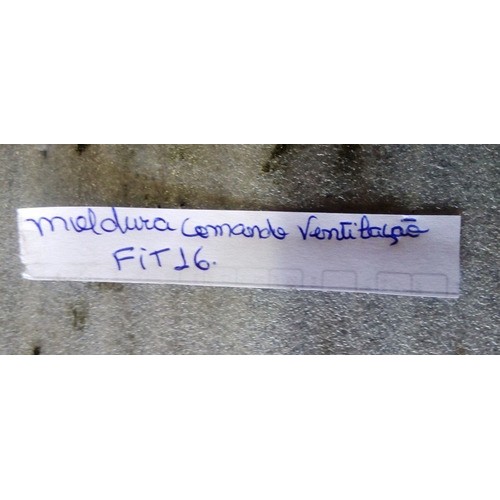 moldura comando ventilação
FiT 16.